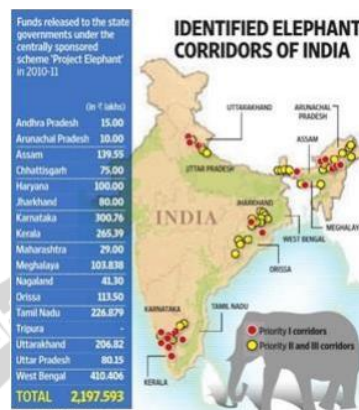 Funds released to the state
governments under the
centrally sponsored
scheme 'Project Elephant'
in 2010-11
(in ₹ lakhs)
Andhra Pradesh 15.00
Arunachal Pradesh 10.00
Assam 139.55
Chhattisgarh 75.00
Haryana 100.00
Jharkhand 80.00
Karnataka 300.76
Kerala 265.39
Maharashtra 29.00
Meghalaya 103.838
Nagaland 41.30
Orissa 113.50
Tamil Nadu 226.879
Tripura -
Uttarakhand 206.82
Uttar Pradesh 80.15
West Bengal 410.406
TOTAL 2,197.593
IDENTIFIED ELEPHANT
CORRIDORS OF INDIA
UTTARAKHAND
ARUNACHAL
PRADESH
ASSAM
UTTAR PRADESH
JHARKHAND
MEGHALAY
INDIA
WEST BENGAL
ORISSA
KARNATAKA
TAMIL NADU
KERALA
Priority I corridors
Priority II and III corridors